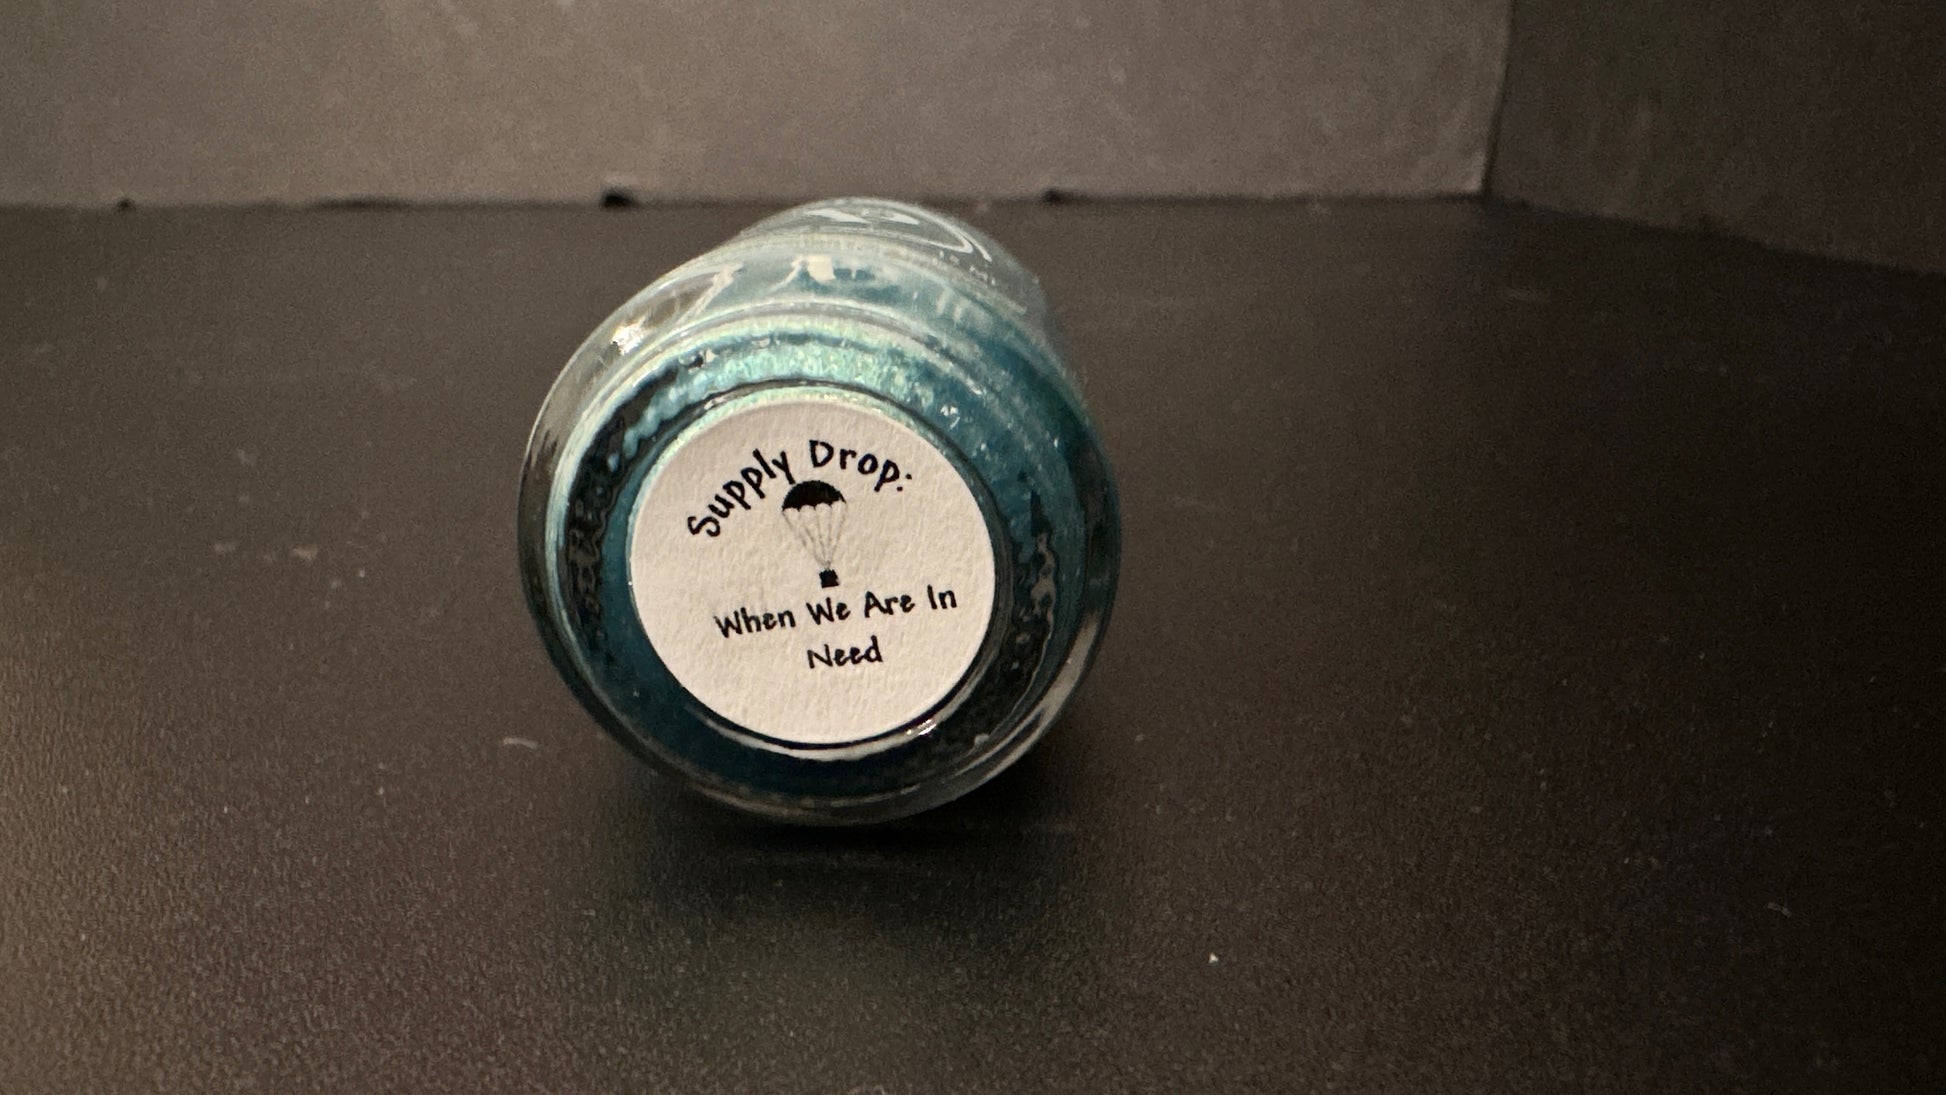 Supply Drop:
When We Are In
Need